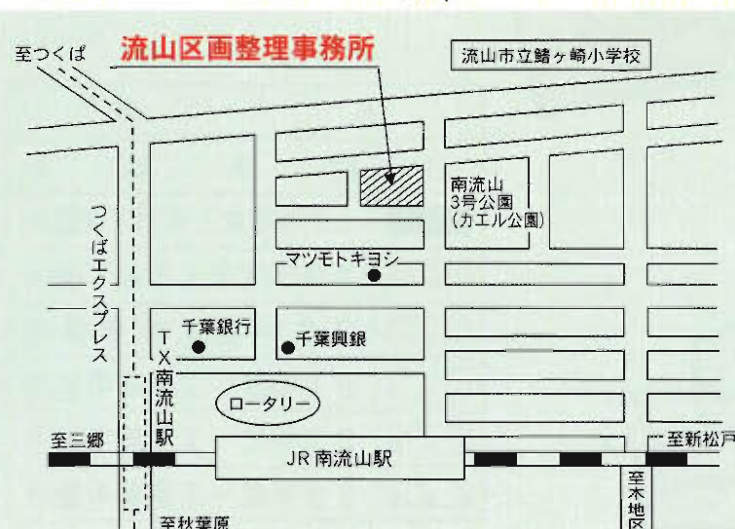 至つくば
流山区画整理事務所
流山市立鰭ヶ崎小学校
つくばエクスプレス
南流山
3号公園
(カエル公園)
マツモトキヨシ
千葉銀行
千葉興銀
TX南流山駅
ロータリー
至三郷
JR南流山駅
至新松戸
至秋葉原
至木地区